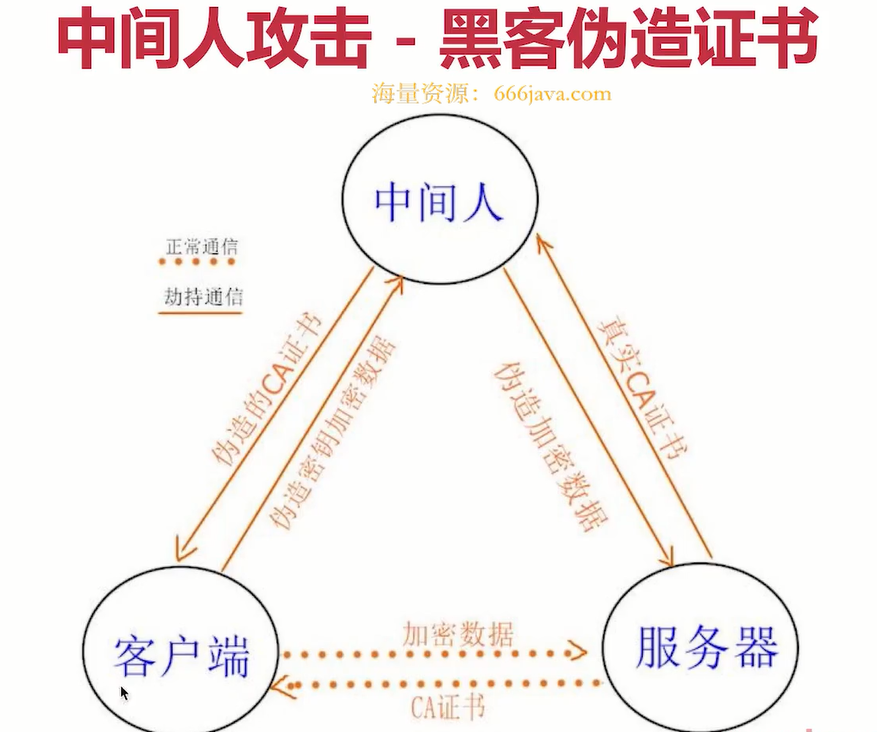 中间人攻击 - 黑客伪造证书
海量资源：666java.com
中间人
正常通信
劫持通信
伪造的CA证书
伪造密钥加密数据
伪造加密数据
真实CA证书
客户端
加密数据
CA证书
服务器